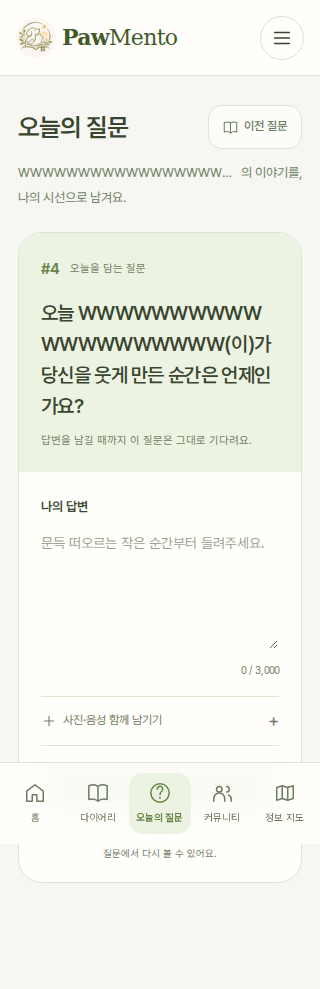 PawMento
오늘의 질문
이전 질문
WWWWWWWWWWWWWWWWWW... 의 이야기를,
나의 시선으로 남겨요.
#4 오늘을 담는 질문
오늘 WWWWWWWWWW
WWWWWWWWWW(이)가
당신을 웃게 만든 순간은 언제인
가요?
답변을 남길 때까지 이 질문은 그대로 기다려요.
나의 답변
문득 떠오르는 작은 순간부터 들려주세요.
0 / 3,000
사진·음성 함께 남기기 +
홈 다이어리 오늘의 질문 커뮤니티 정보 지도
질문에서 다시 볼 수 있어요.